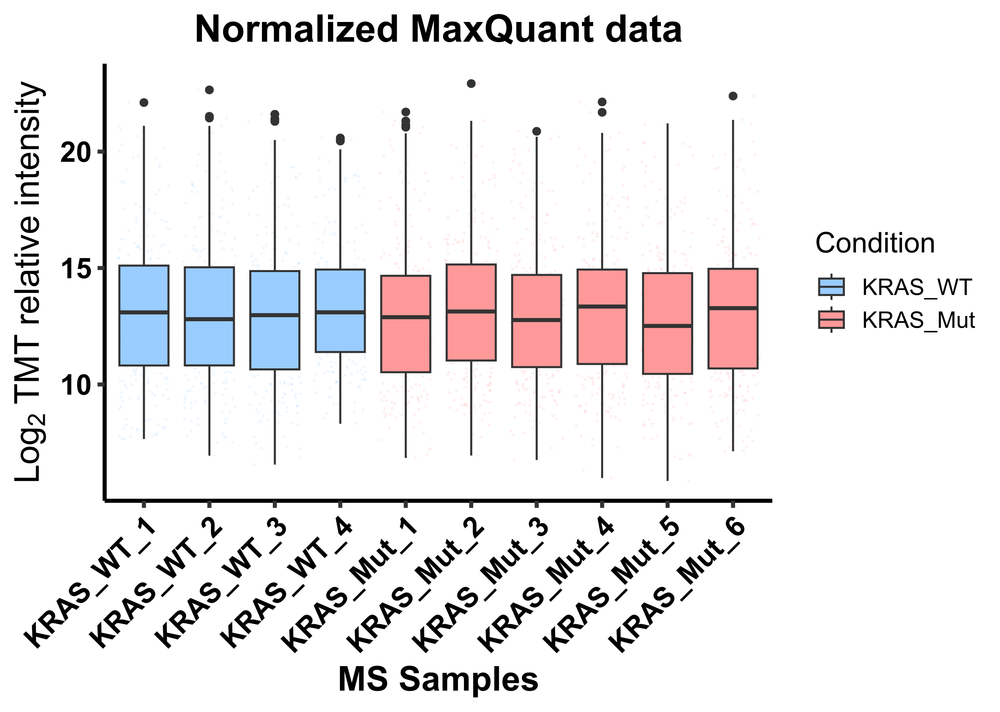 Normalized MaxQuant data
Log₂ TMT relative intensity
20
15
10
KRAS_WT_1
KRAS_WT_2
KRAS_WT_3
KRAS_WT_4
KRAS_Mut_1
KRAS_Mut_2
KRAS_Mut_3
KRAS_Mut_4
KRAS_Mut_5
KRAS_Mut_6
MS Samples
Condition
KRAS_WT
KRAS_Mut